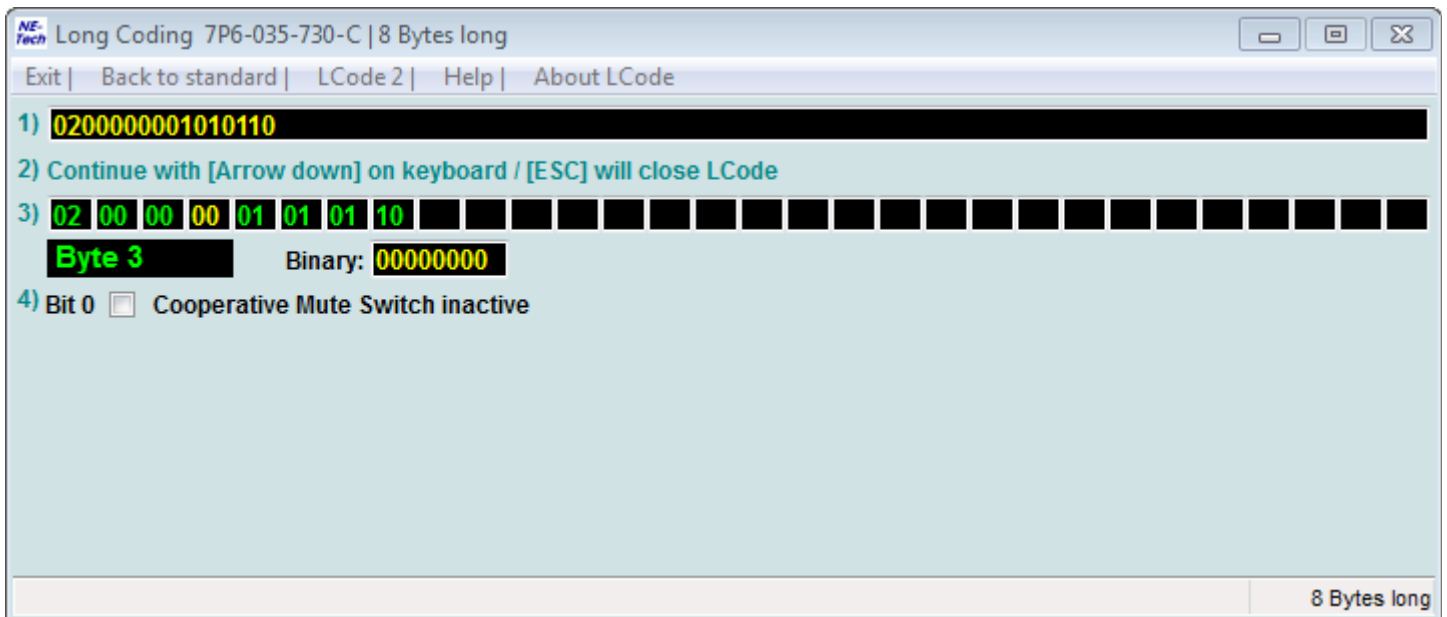 NE-Tech Long Coding 7P6-035-730-C | 8 Bytes long
Exit | Back to standard | LCode 2 | Help | About LCode
1) 0200000001010110
2) Continue with [Arrow down] on keyboard / [ESC] will close LCode
3) 02 00 00 00 01 01 01 10
Byte 3 Binary: 00000000
4) Bit 0 Cooperative Mute Switch inactive
8 Bytes long